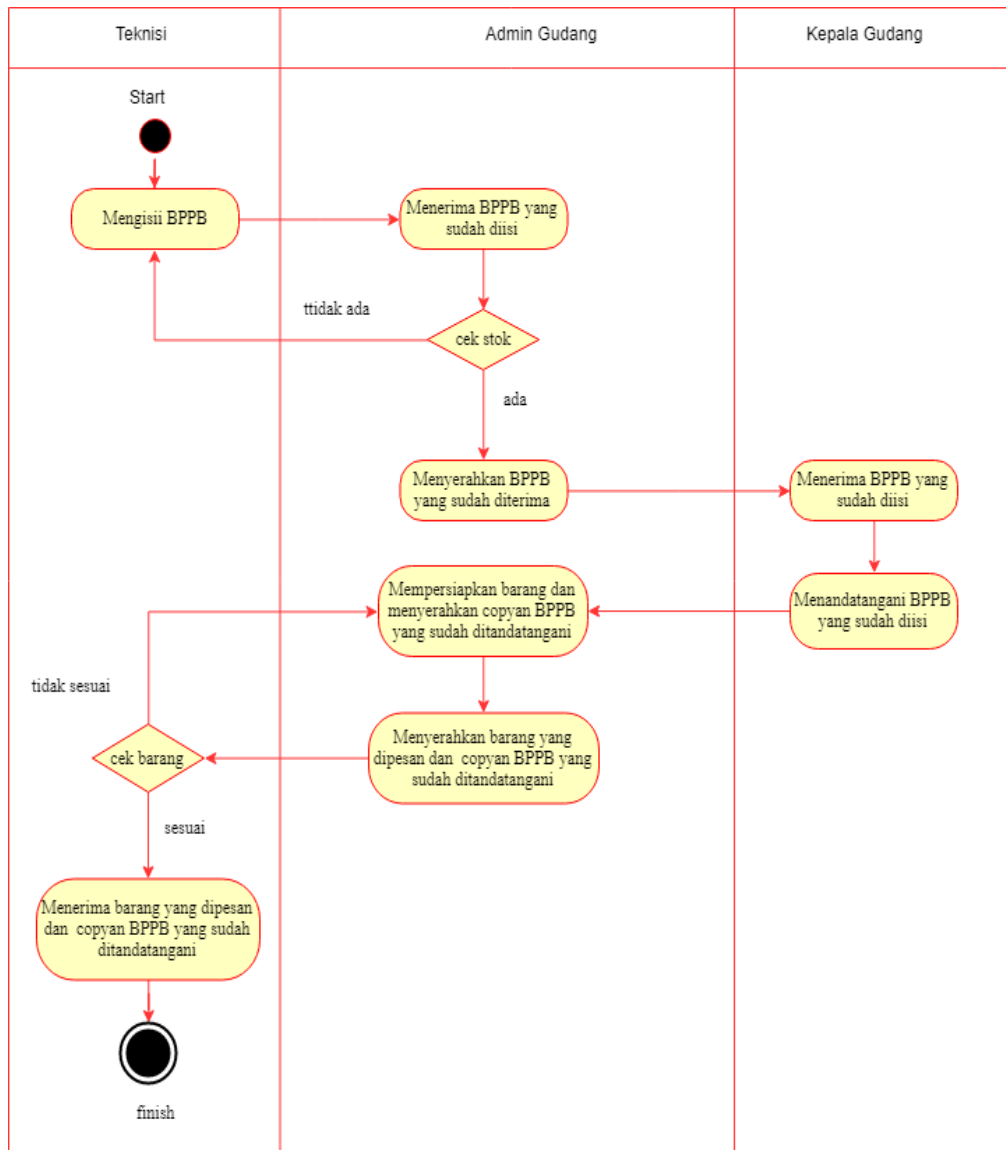 Teknisi
Admin Gudang
Kepala Gudang
Start
Mengisii BPPB
Menerima BPPB yang
sudah diisi
ttidak ada
cek stok
ada
Menyerahkan BPPB
yang sudah diterima
Menerima BPPB yang
sudah diisi
Menandatangani BPPB
yang sudah diisi
Mempersiapkan barang dan
menyerahkan copyan BPPB
yang sudah ditandatangani
Menyerahkan barang yang
dipesan dan copyan BPPB yang
sudah ditandatangani
tidak sesuai
cek barang
sesuai
Menerima barang yang dipesan
dan copyan BPPB yang sudah
ditandatangani
finish